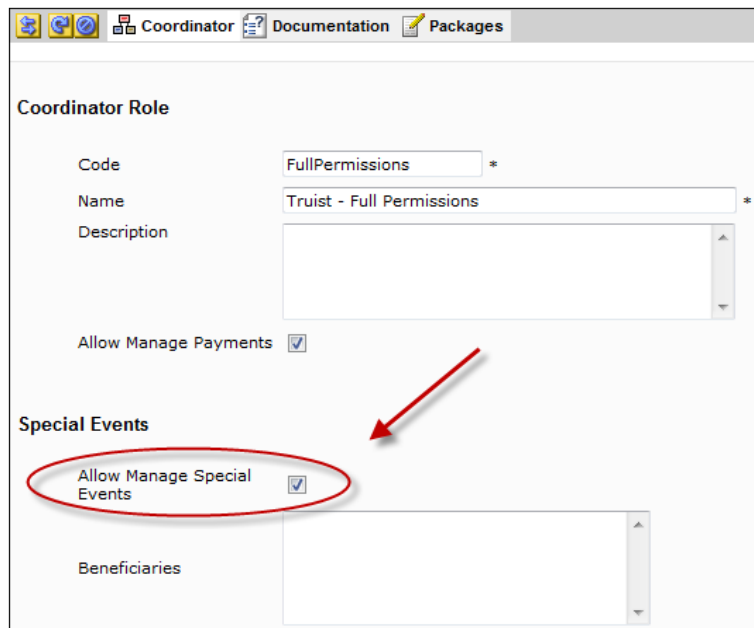 Coordinator Documentation Packages
Coordinator Role
Code FullPermissions *
Name Truist - Full Permissions *
Description
Allow Manage Payments
Special Events
Allow Manage Special
Events
Beneficiaries